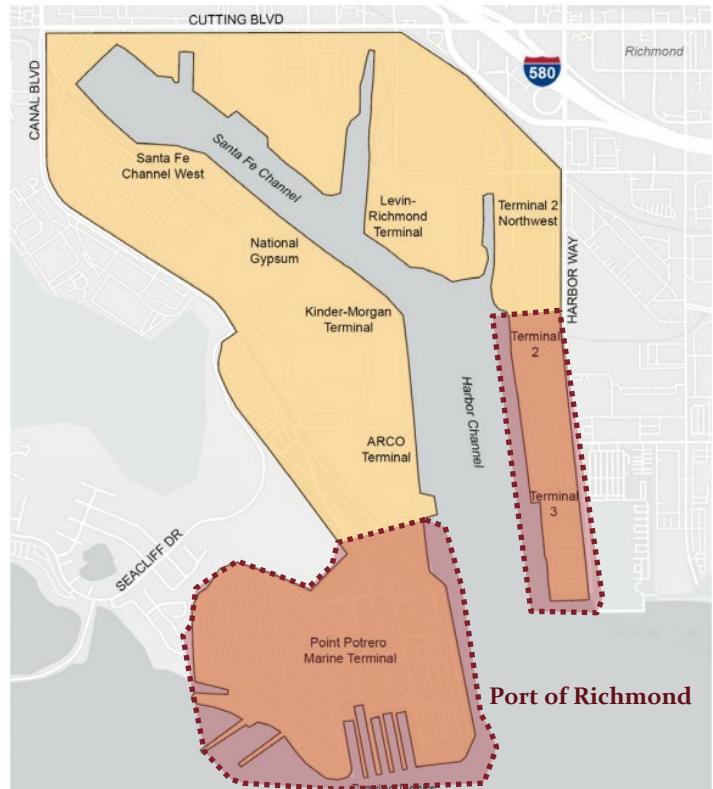 CUTTING BLVD
CANAL BLVD
580
Richmond
Santa Fe Channel
Santa Fe
Channel West
Levin-
Richmond
Terminal
Terminal 2
Northwest
National
Gypsum
HARBOR WAY
Kinder-Morgan
Terminal
Terminal
2
Harbor Channel
ARCO
Terminal
Terminal
3
SEACLIFF DR
Point Potrero
Marine Terminal
Port of Richmond